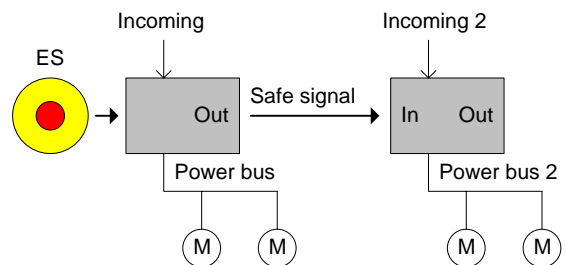 Incoming
Incoming 2
ES
Out
Safe signal
In
Out
Power bus
Power bus 2
M
M
M
M